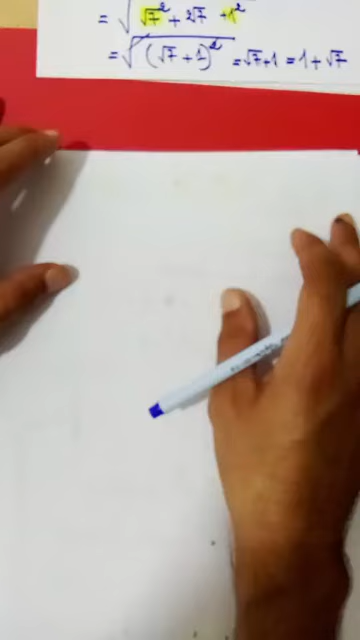 = √(√7² + 2√7 + 1²)
= √(√7 + 1)² = √7 + 1 = 1 + √7